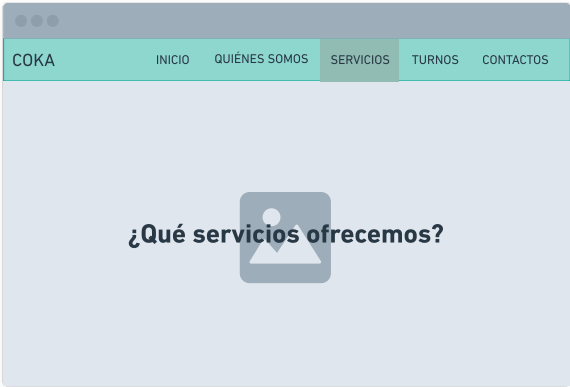 COKA INICIO QUIÉNES SOMOS SERVICIOS TURNOS CONTACTOS
¿Qué servicios ofrecemos?